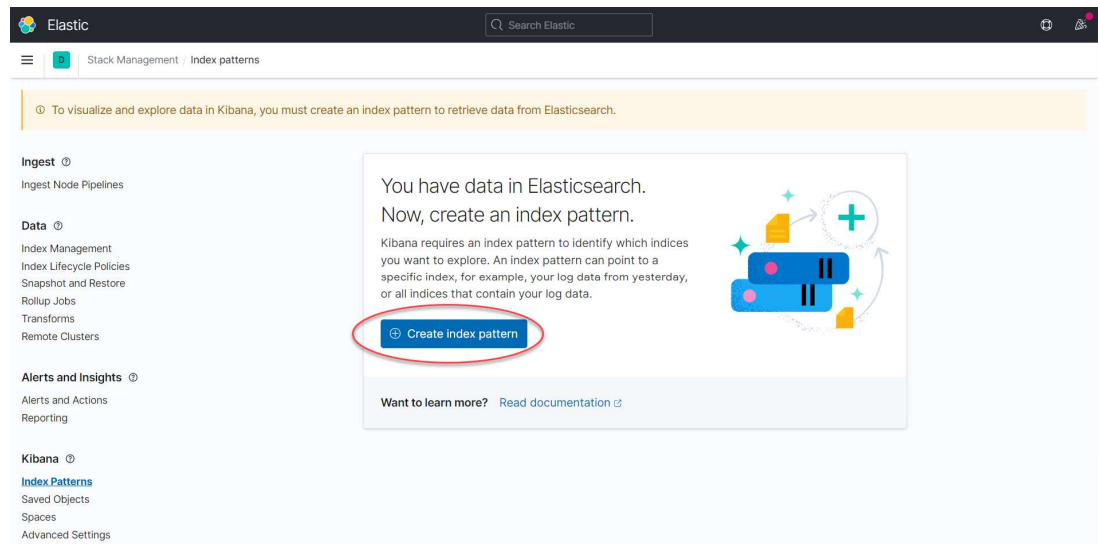 Elastic
Search Elastic
D
Stack Management / Index patterns
To visualize and explore data in Kibana, you must create an index pattern to retrieve data from Elasticsearch.
Ingest
Ingest Node Pipelines
Data
Index Management
Index Lifecycle Policies
Snapshot and Restore
Rollup Jobs
Transforms
Remote Clusters
Alerts and Insights
Alerts and Actions
Reporting
Kibana
Index Patterns
Saved Objects
Spaces
Advanced Settings
You have data in Elasticsearch.
Now, create an index pattern.
Kibana requires an index pattern to identify which indices
you want to explore. An index pattern can point to a
specific index, for example, your log data from yesterday,
or all indices that contain your log data.
Create index pattern
Want to learn more? Read documentation